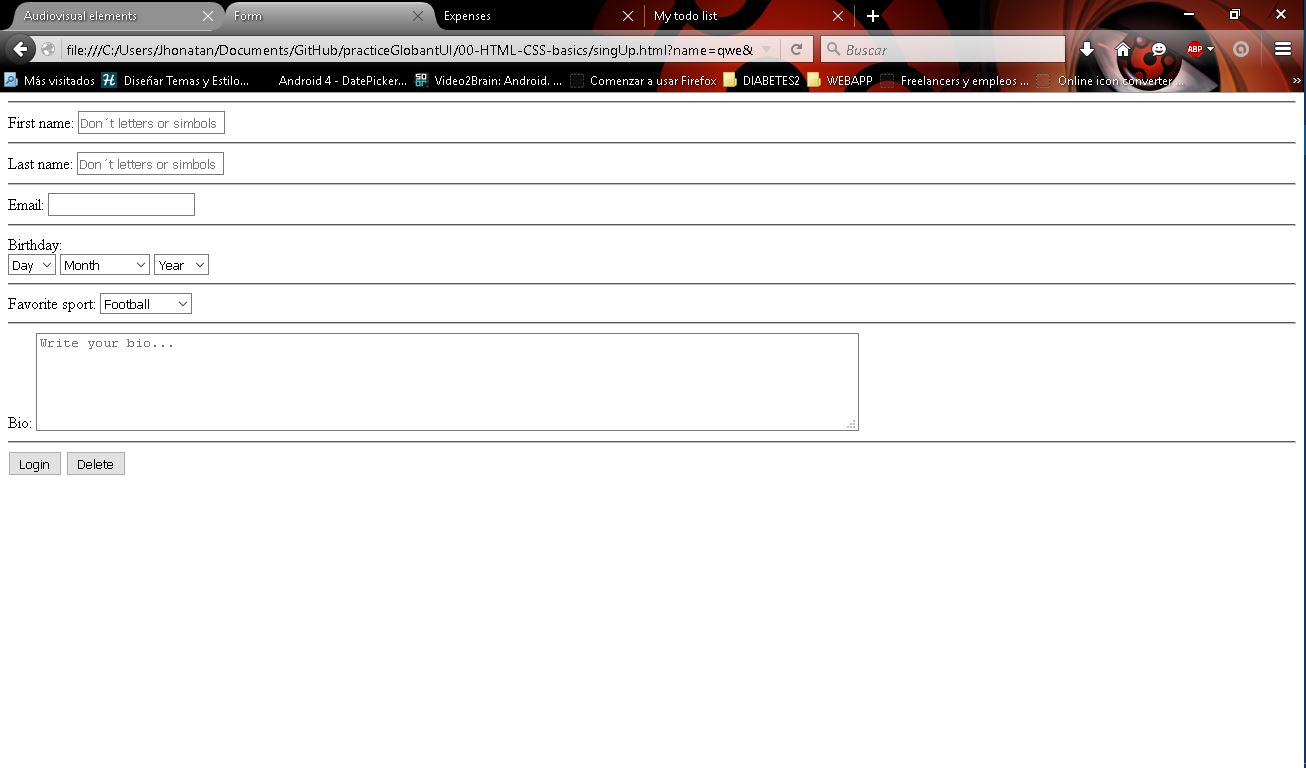 Audiovisual elements Form Expenses My todo list
file:///C:/Users/Jhonatan/Documents/GitHub/practiceGlobantUI/00-HTML-CSS-basics/singUp.html?name=qwe& Buscar ABP
Más visitados Diseñar Temas y Estilo... Android 4 - DatePicker... Video2Brain: Android. ... Comenzar a usar Firefox DIABETES2 WEBAPP Freelancers y empleos ... Online icon converter ...
First name: Don´t letters or simbols
Last name: Don´t letters or simbols
Email:
Birthday:
Day Month Year
Favorite sport: Football
Write your bio...
Bio:
Login Delete